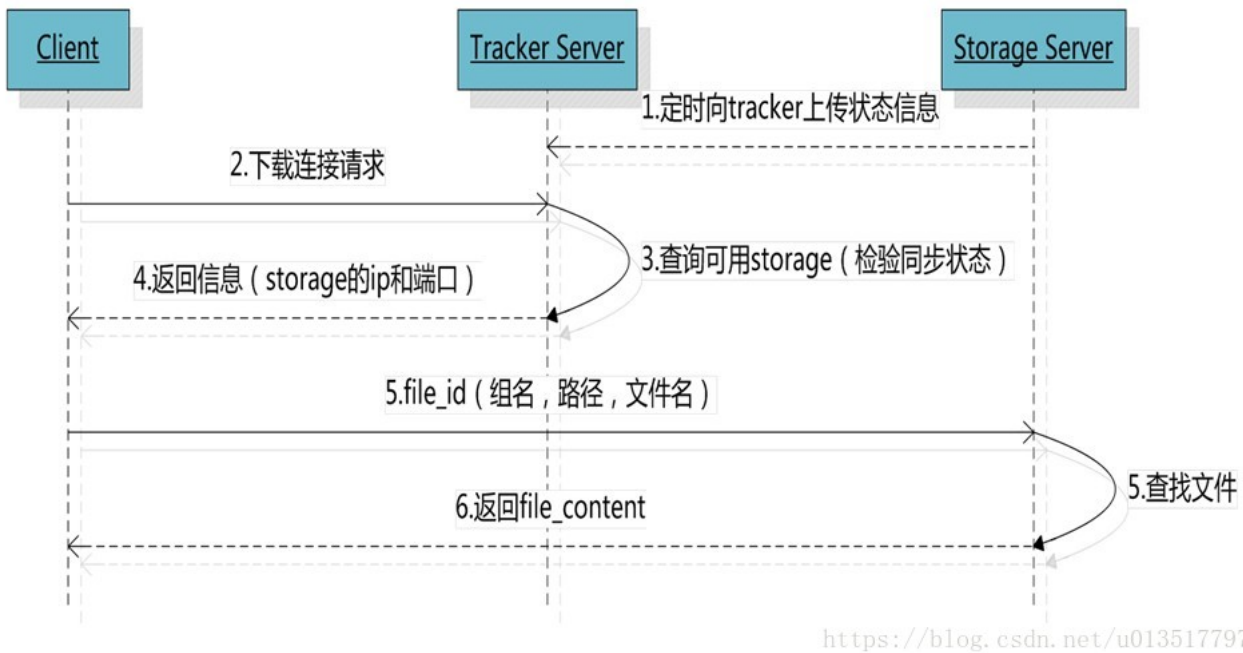 Client
Tracker Server
Storage Server
1.定时向tracker上传状态信息
2.下载连接请求
3.查询可用storage（检验同步状态）
4.返回信息（storage的ip和端口）
5.file_id（组名，路径，文件名）
5.查找文件
6.返回file_content
https://blog.csdn.net/u013517797